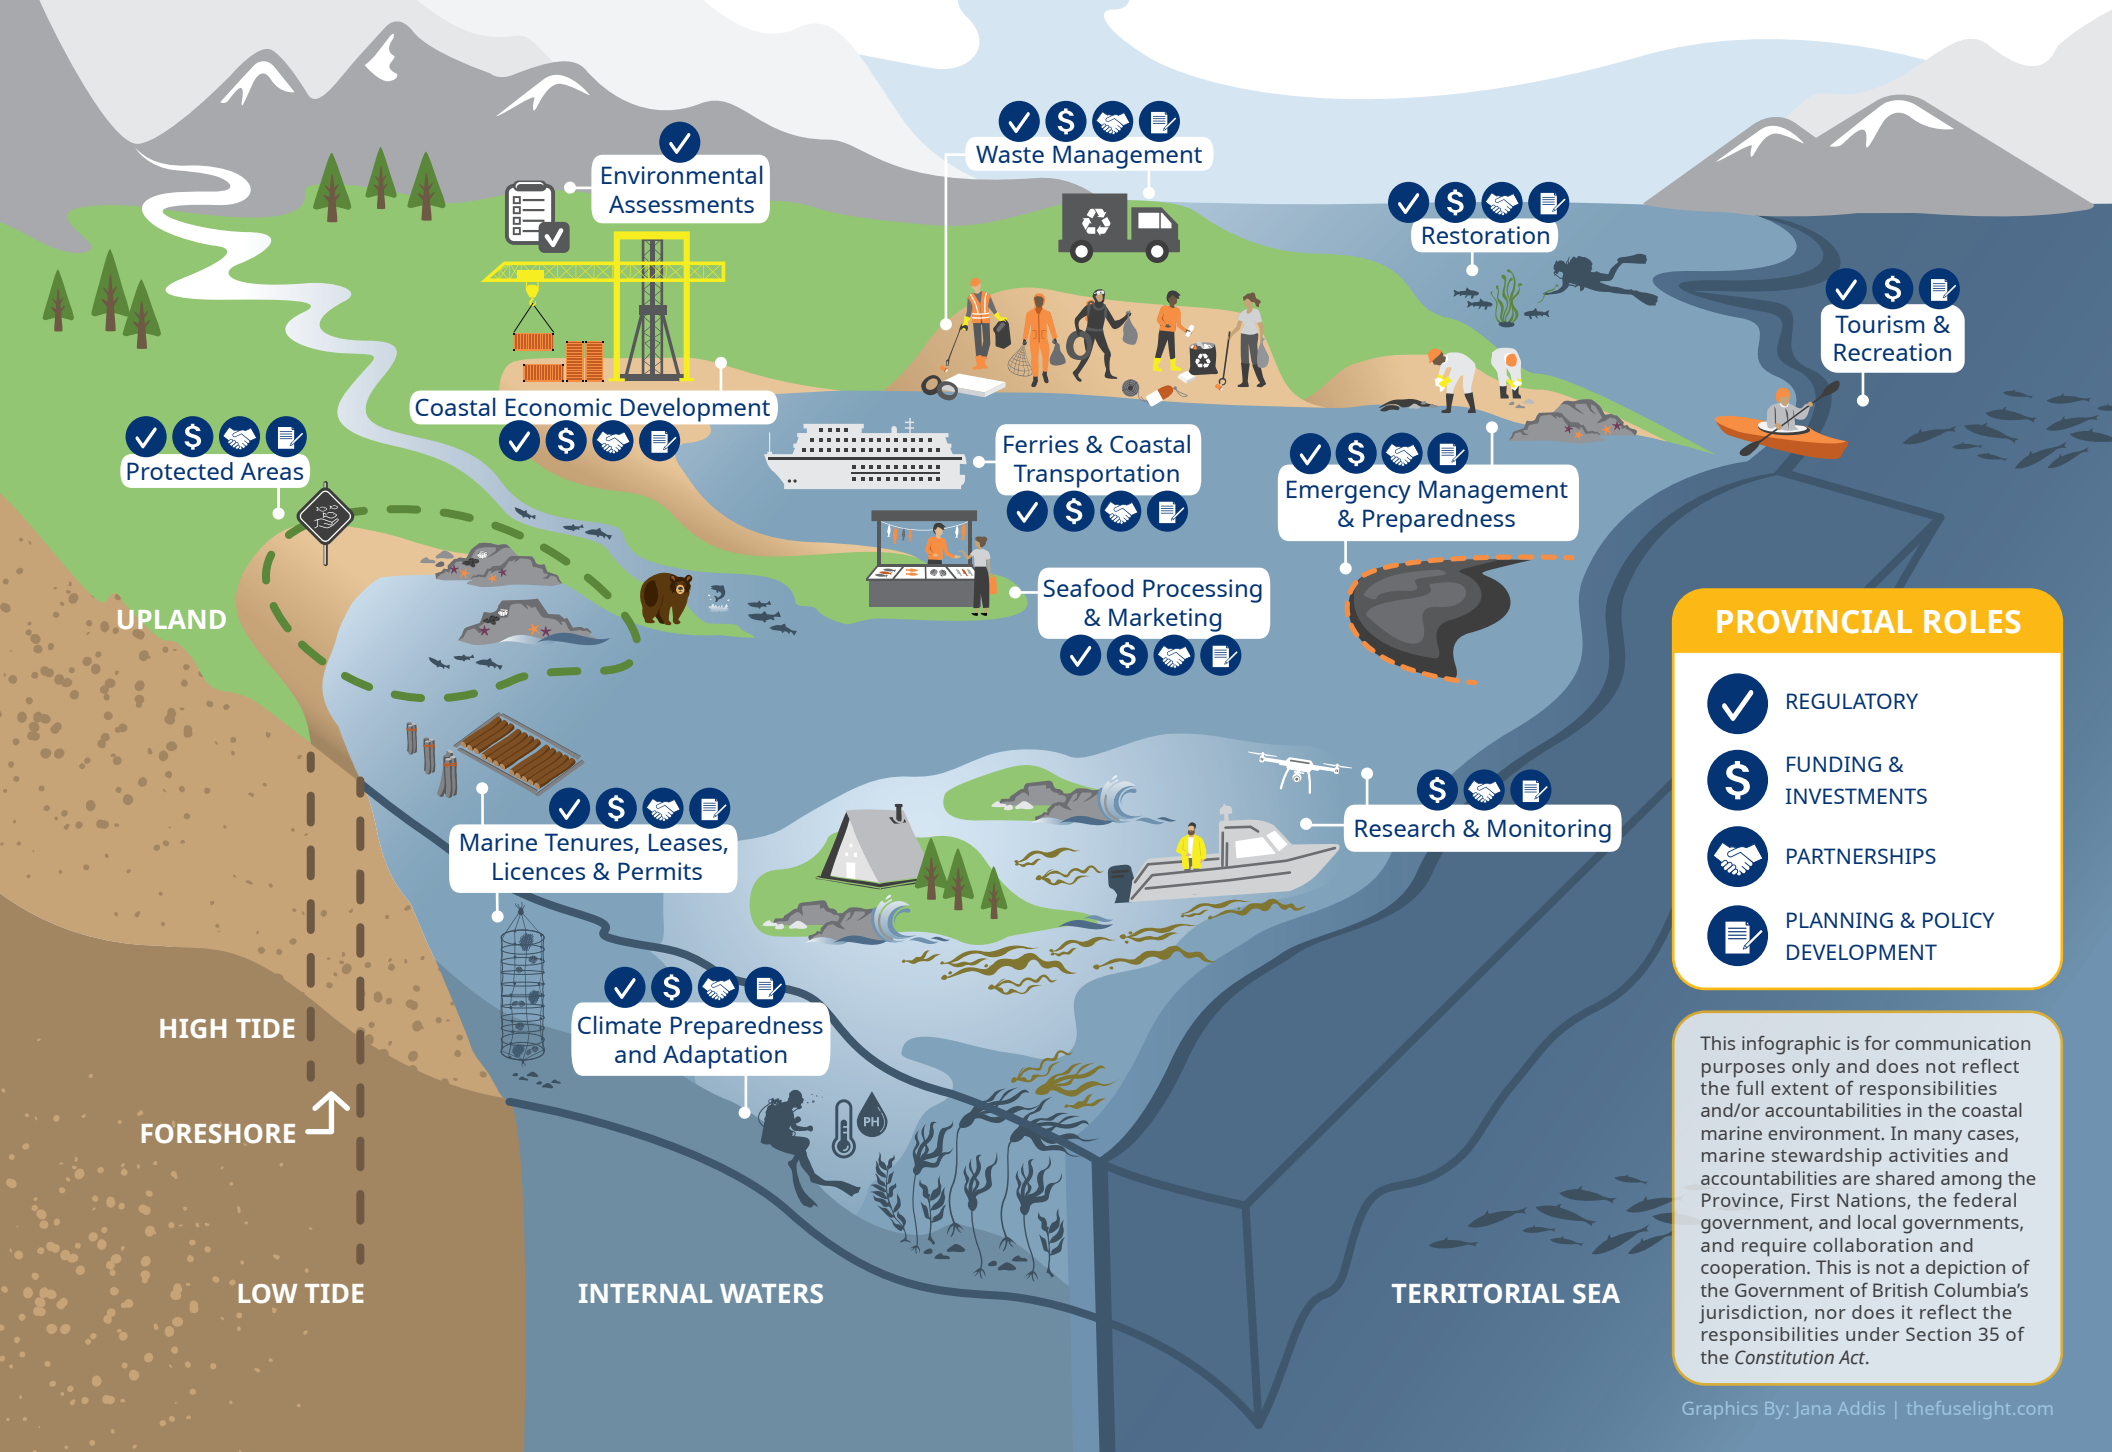 Waste Management
Environmental
Assessments
Restoration
Tourism &
Recreation
Coastal Economic Development
Protected Areas
Ferries & Coastal
Transportation
Emergency Management
& Preparedness
Seafood Processing
& Marketing
UPLAND
Marine Tenures, Leases,
Licences & Permits
Research & Monitoring
Climate Preparedness
and Adaptation
PH
HIGH TIDE
FORESHORE
LOW TIDE
INTERNAL WATERS
TERRITORIAL SEA
PROVINCIAL ROLES
REGULATORY
FUNDING &
INVESTMENTS
PARTNERSHIPS
PLANNING & POLICY
DEVELOPMENT
This infographic is for communication
purposes only and does not reflect
the full extent of responsibilities
and/or accountabilities in the coastal
marine environment. In many cases,
marine stewardship activities and
accountabilities are shared among the
Province, First Nations, the federal
government, and local governments,
and require collaboration and
cooperation. This is not a depiction of
the Government of British Columbia’s
jurisdiction, nor does it reflect the
responsibilities under Section 35 of
the Constitution Act.
Graphics By: Jana Addis | thefuselight.com